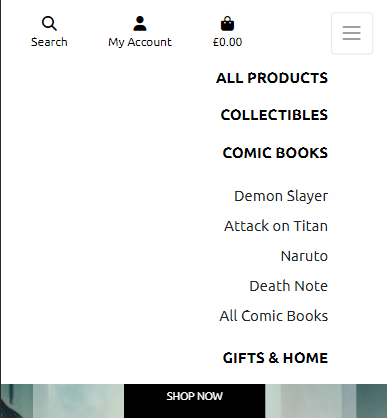 Search
My Account
£0.00
ALL PRODUCTS
COLLECTIBLES
COMIC BOOKS
Demon Slayer
Attack on Titan
Naruto
Death Note
All Comic Books
GIFTS & HOME
SHOP NOW